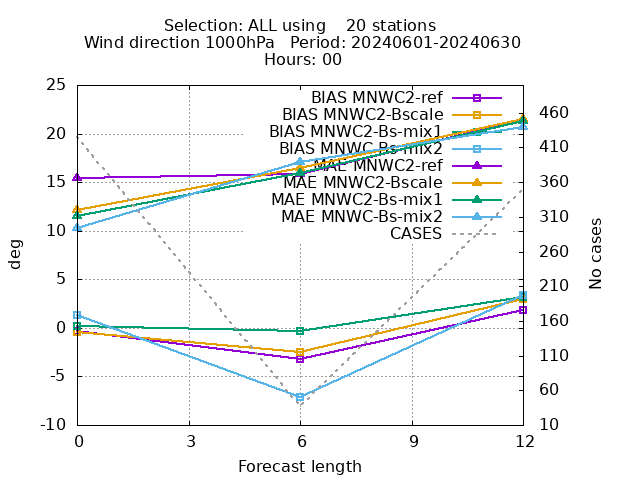 Selection: ALL using    20 stations
Wind direction 1000hPa   Period: 20240601-20240630
Hours: 00
BIAS MNWC2-ref
BIAS MNWC2-Bscale
BIAS MNWC2-Bs-mix1
BIAS MNWC-Bs-mix2
MAE MNWC2-ref
MAE MNWC2-Bscale
MAE MNWC2-Bs-mix1
MAE MNWC-Bs-mix2
CASES
25
20
15
10
5
0
-5
-10
deg
460
410
360
310
260
210
160
110
60
10
No cases
0 3 6 9 12
Forecast length